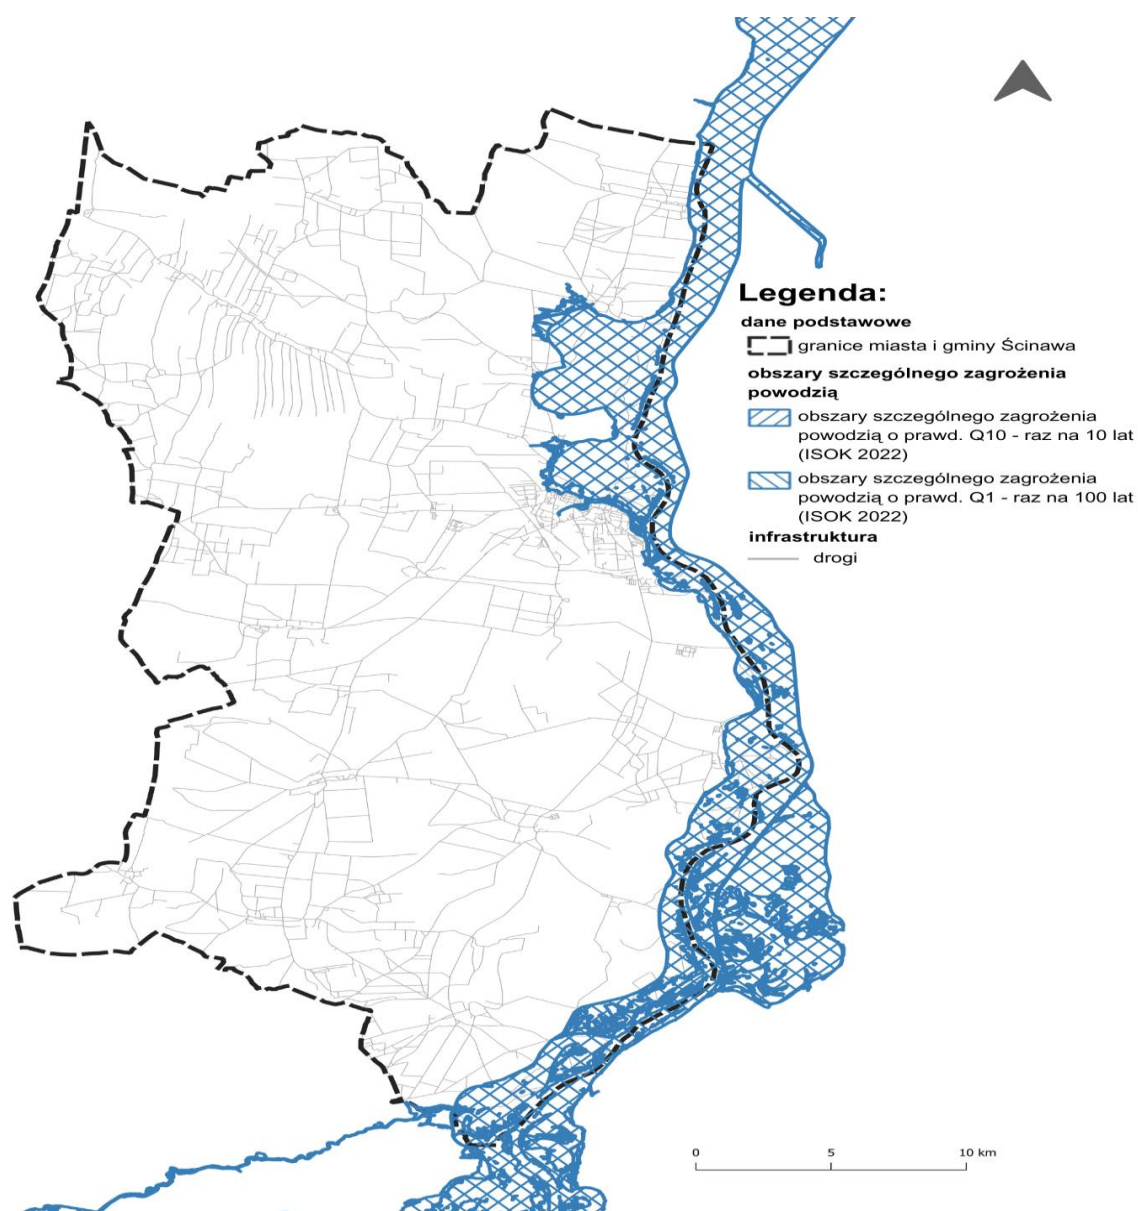 Legenda:
dane podstawowe
granice miasta i gminy Ścinawa
obszary szczególnego zagrożenia
powodzią
obszary szczególnego zagrożenia
powodzią o prawd. Q10 - raz na 10 lat
(ISOK 2022)
obszary szczególnego zagrożenia
powodzią o prawd. Q1 - raz na 100 lat
(ISOK 2022)
infrastruktura
drogi
0 5 10 km